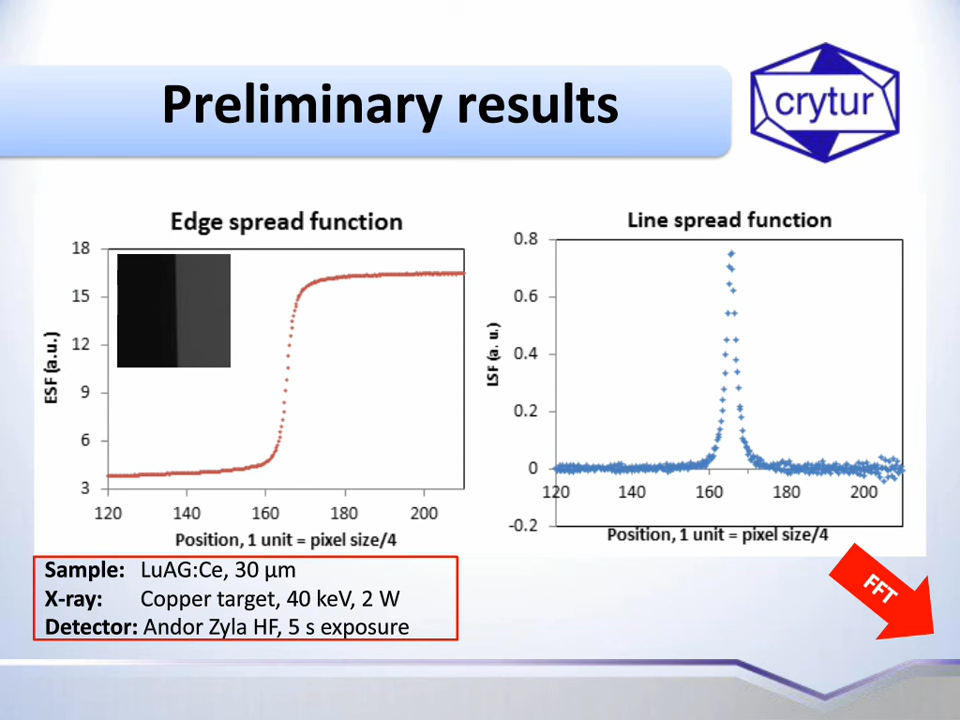 Preliminary results
crytur
Edge spread function
18
15
12
9
6
3
ESF (a.u.)
120 140 160 180 200
Position, 1 unit = pixel size/4
Line spread function
0.8
0.6
0.4
0.2
0
-0.2
LSF (a. u.)
120 140 160 180 200
Position, 1 unit = pixel size/4
Sample: LuAG:Ce, 30 µm
X-ray: Copper target, 40 keV, 2 W
Detector: Andor Zyla HF, 5 s exposure
FFT